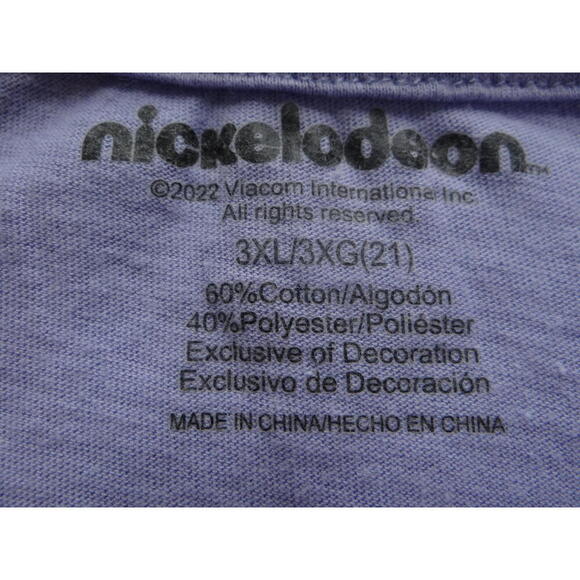 nickelodeon™
©2022 Viacom International Inc.
All rights reserved.
3XL/3XG(21)
60%Cotton/Algodón
40%Polyester/Poliéster
Exclusive of Decoration
Exclusivo de Decoración
MADE IN CHINA/HECHO EN CHINA